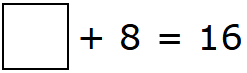 + 8 = 16